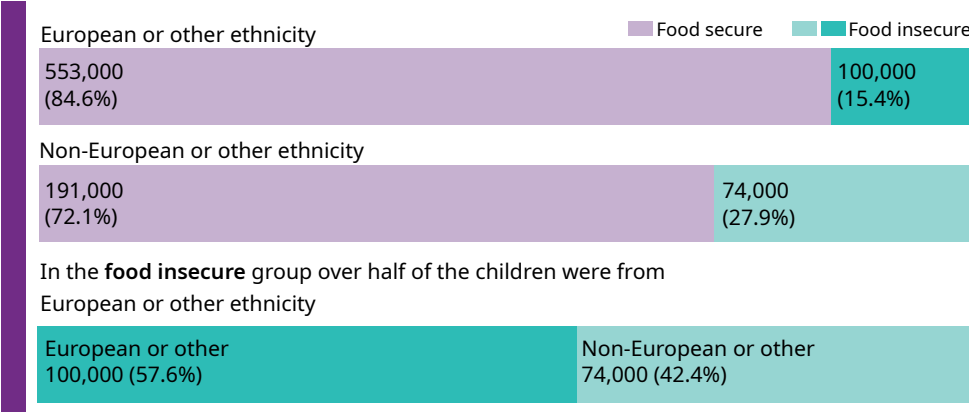 European or other ethnicity
Food secure
Food insecure
553,000
(84.6%)
100,000
(15.4%)
Non-European or other ethnicity
191,000
(72.1%)
74,000
(27.9%)
In the food insecure group over half of the children were from
European or other ethnicity
European or other
100,000 (57.6%)
Non-European or other
74,000 (42.4%)